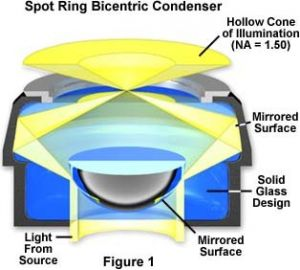 Spot Ring Bicentric Condenser
Hollow Cone
of Illumination
(NA = 1.50)
Mirrored
Surface
Solid
Glass
Design
Light
From
Source
Mirrored
Surface
Figure 1